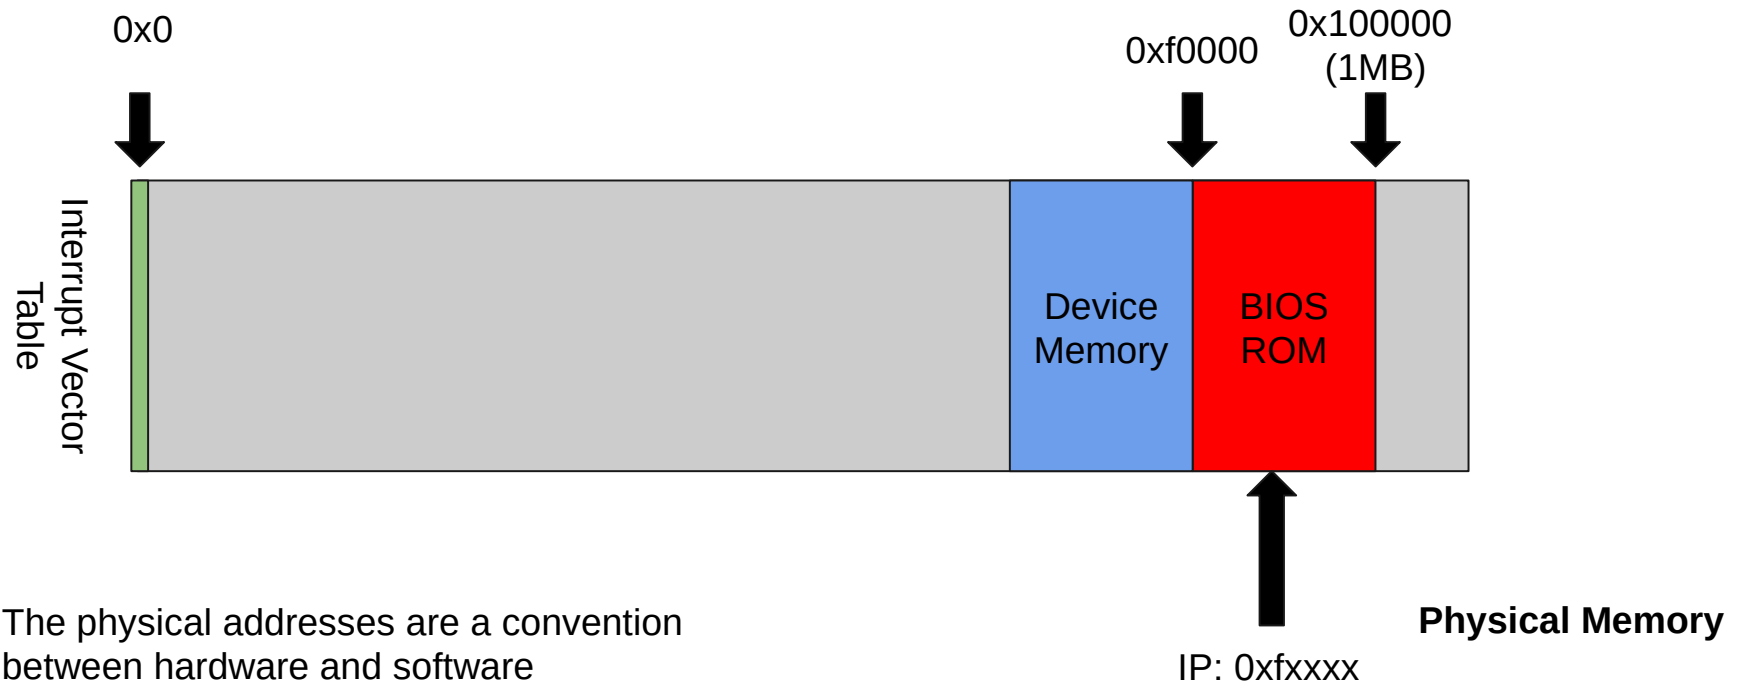 0x0
0xf0000
0x100000
(1MB)
Interrupt Vector
Table
Device
Memory
BIOS
ROM
The physical addresses are a convention
between hardware and software
IP: 0xfxxxx
Physical Memory